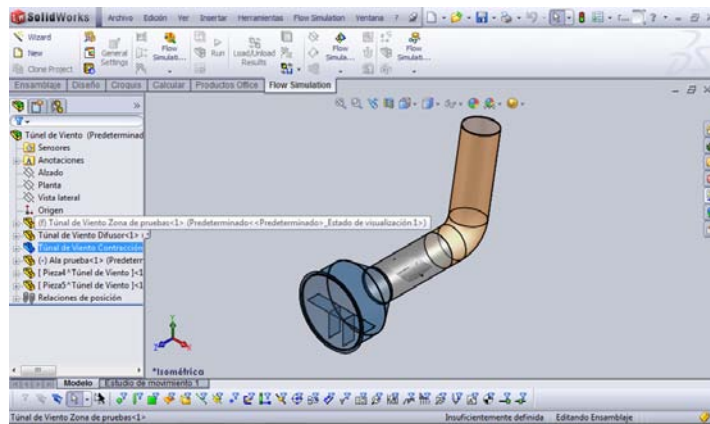 SolidWorks Archivo Edición Ver Insertar Herramientas Flow Simulation Ventana ?
Wizard
New
Clone Project
General Settings
Flow Simulati...
Run
Load/Unload Results
Flow Simula...
Flow Simulati...
Ensamblaje Diseño Croquis Calcular Productos Office Flow Simulation
Túnel de Viento (Predeterminad
Sensores
Anotaciones
Alzado
Planta
Vista lateral
Origen
(f) Túnel de Viento Zona de pruebas<1> (Predeterminado<<Predeterminado>_Estado de visualización 1>)
Túnel de Viento Difusor<1>
Túnel de Viento Contracción
(-) Ala prueba<1> (Predeterr
[ Pieza4^Túnel de Viento ]<1
[ Pieza5^Túnel de Viento ]<1
Relaciones de posición
*Isométrica
Modelo Estudio de movimiento 1
Túnel de Viento Zona de pruebas<1> Insuficientemente definida Editando Ensamblaje